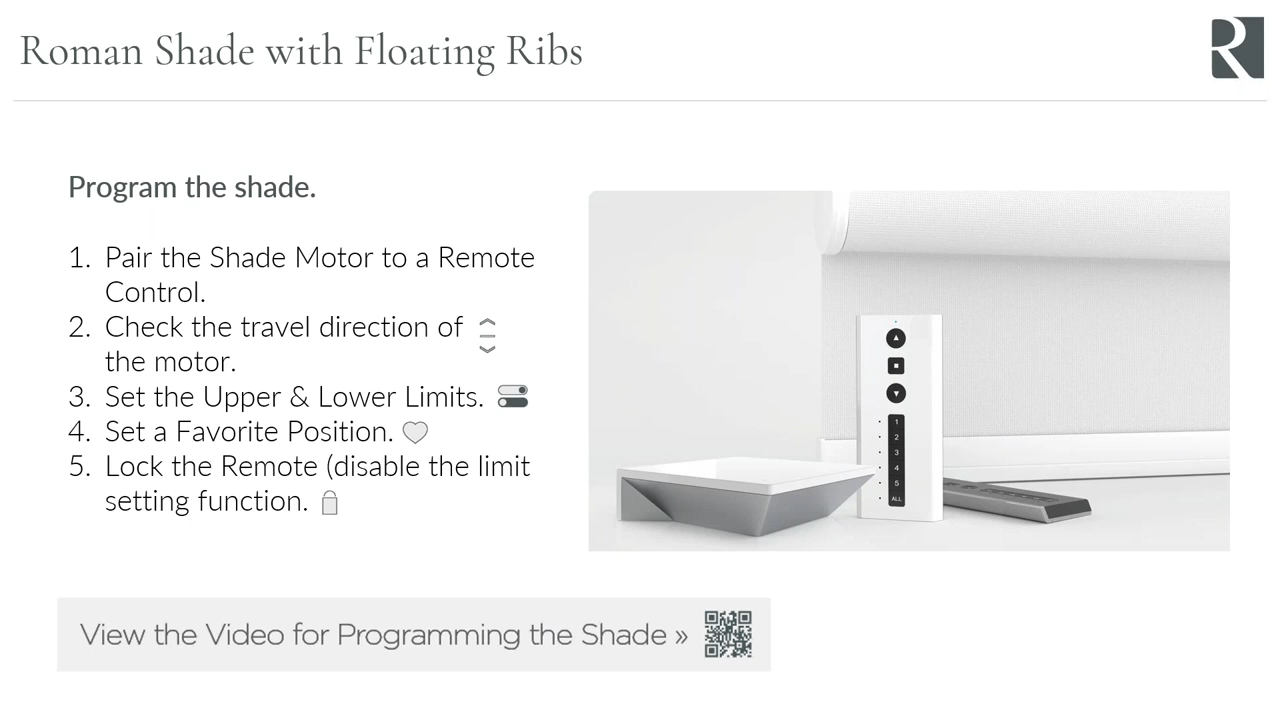 Roman Shade with Floating Ribs
R
Program the shade.
1. Pair the Shade Motor to a Remote
Control.
2. Check the travel direction of
the motor.
3. Set the Upper & Lower Limits.
4. Set a Favorite Position.
5. Lock the Remote (disable the limit
setting function.
1
2
3
4
5
ALL
View the Video for Programming the Shade »